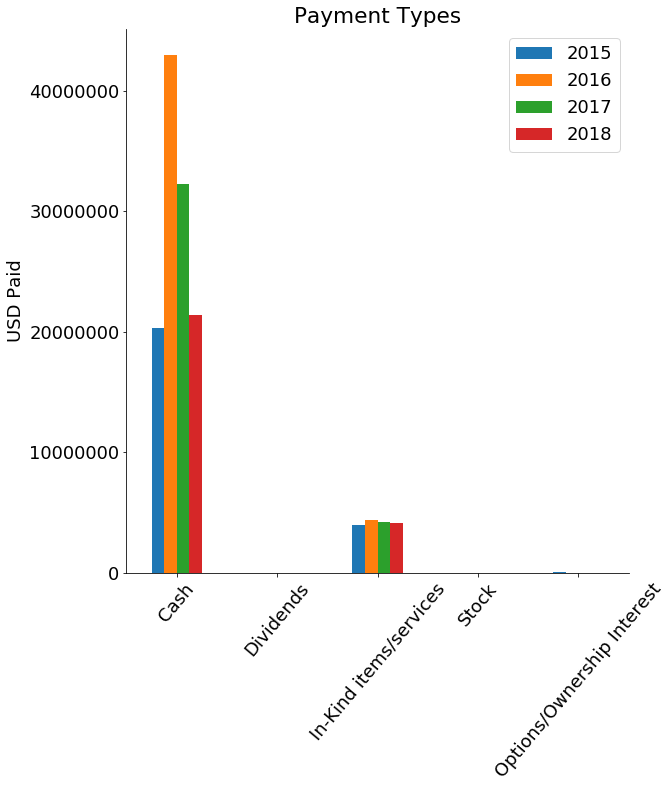 Payment Types
2015
2016
2017
2018
40000000
30000000
20000000
10000000
0
USD Paid
Cash
Dividends
In-Kind items/services
Stock
Options/Ownership Interest